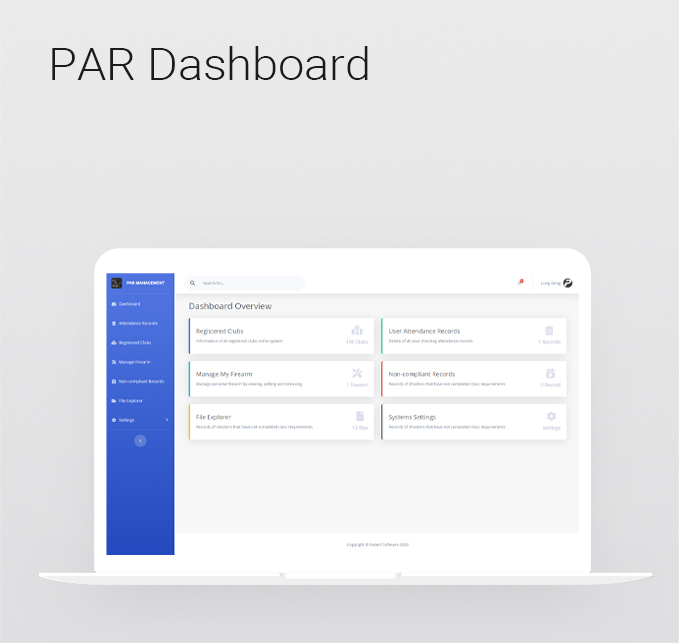 PAR Dashboard
PAR MANAGEMENT
Search for...
Dashboard
Attendance Records
Registered Clubs
Manage Firearm
Non-compliant Records
File Explorer
Settings
Dashboard Overview
Registered Clubs
Information of all registered clubs in the system
Clubs
User Attendance Records
Details of all your shooting attendance records
1 Records
Manage My Firearm
Manage personal firearm by viewing, adding and removing
1 Firearm
Non-compliant Records
Records of shooters that have not completed class requirements
0 Record
File Explorer
Records of shooters that have not completed class requirements
12 files
Systems Settings
Records of shooters that have not completed class requirements
Settings
Copyright © Software 2020